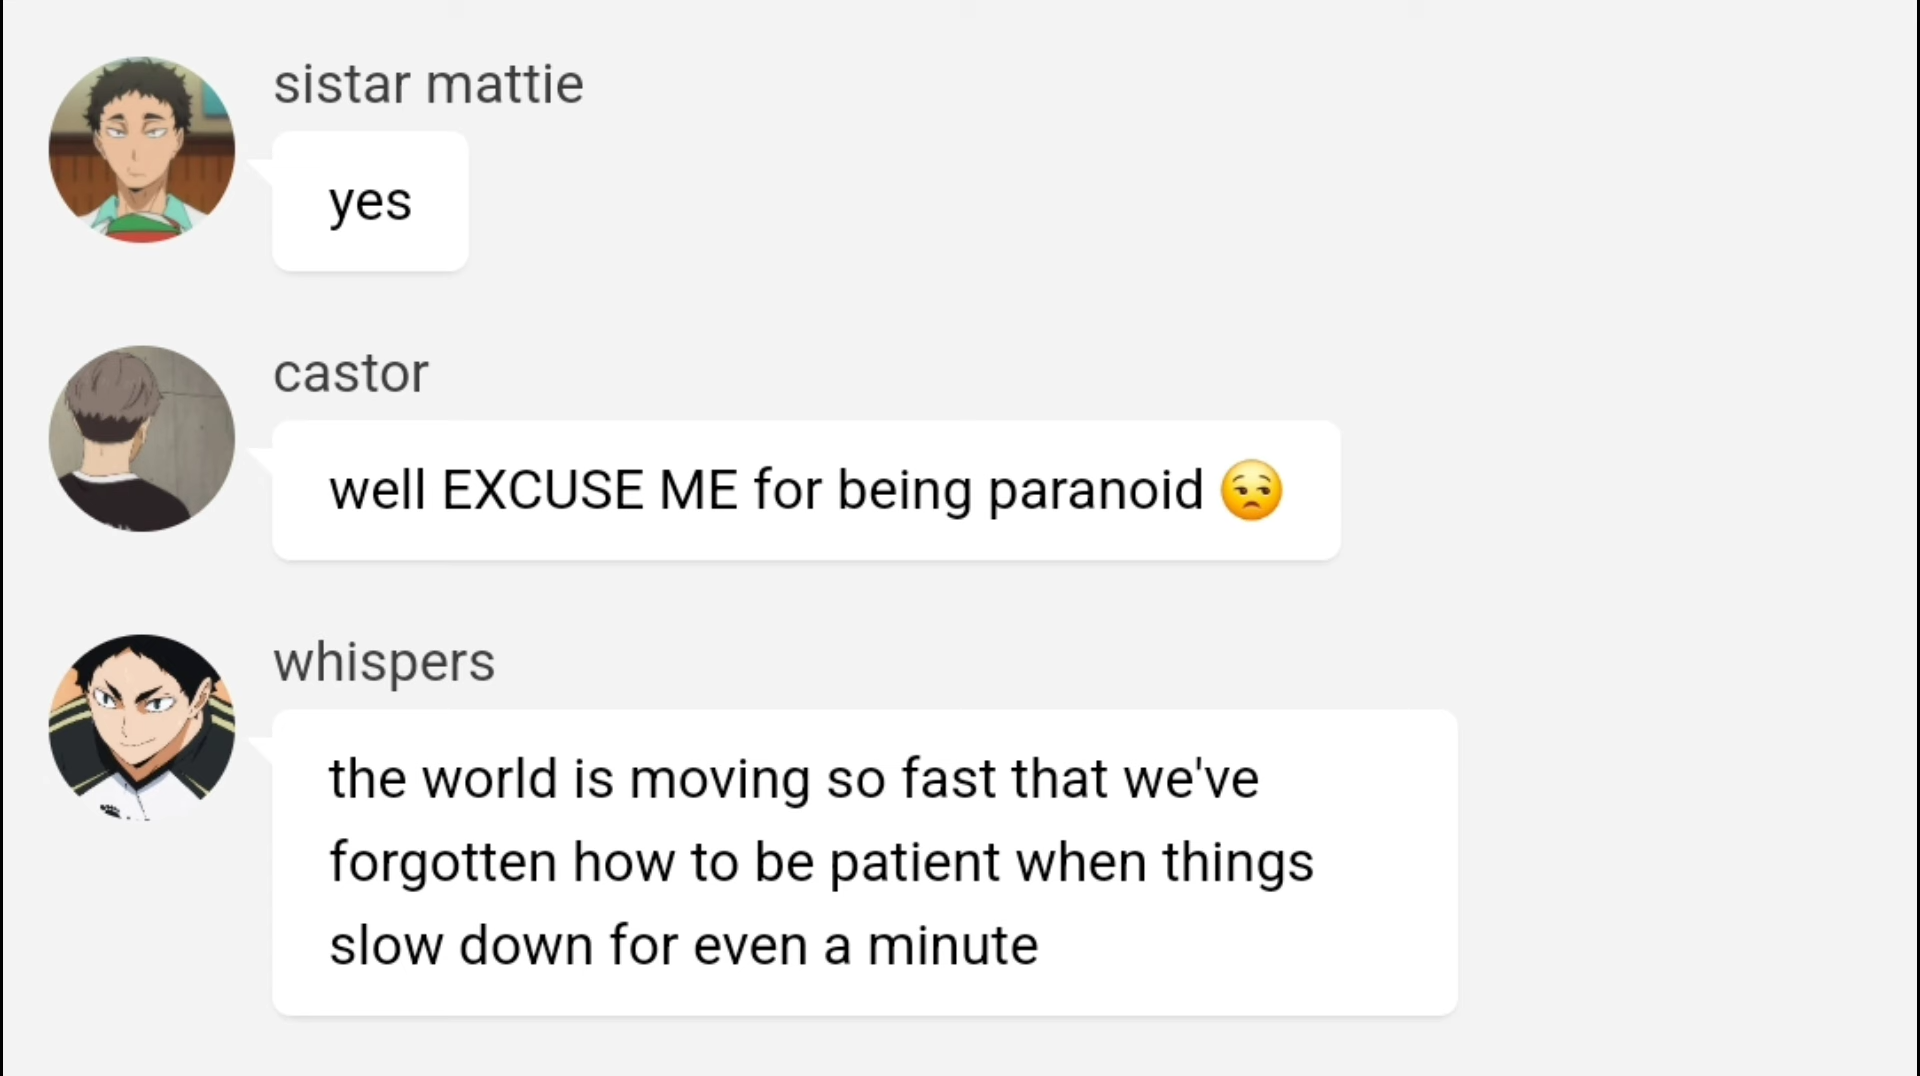 sistar mattie
yes
castor
well EXCUSE ME for being paranoid 😒
whispers
the world is moving so fast that we've
forgotten how to be patient when things
slow down for even a minute